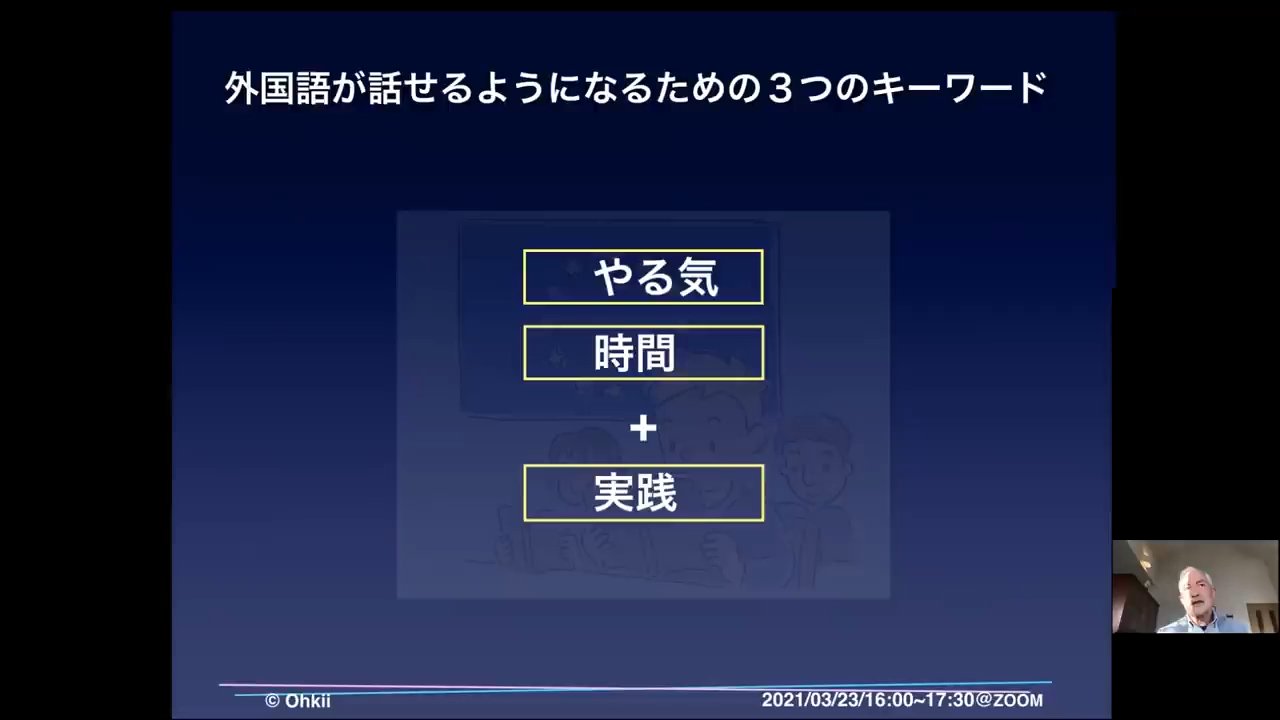 外国語が話せるようになるための３つのキーワード
やる気
時間
+
実践
© Ohkii
2021/03/23/16:00~17:30@ZOOM